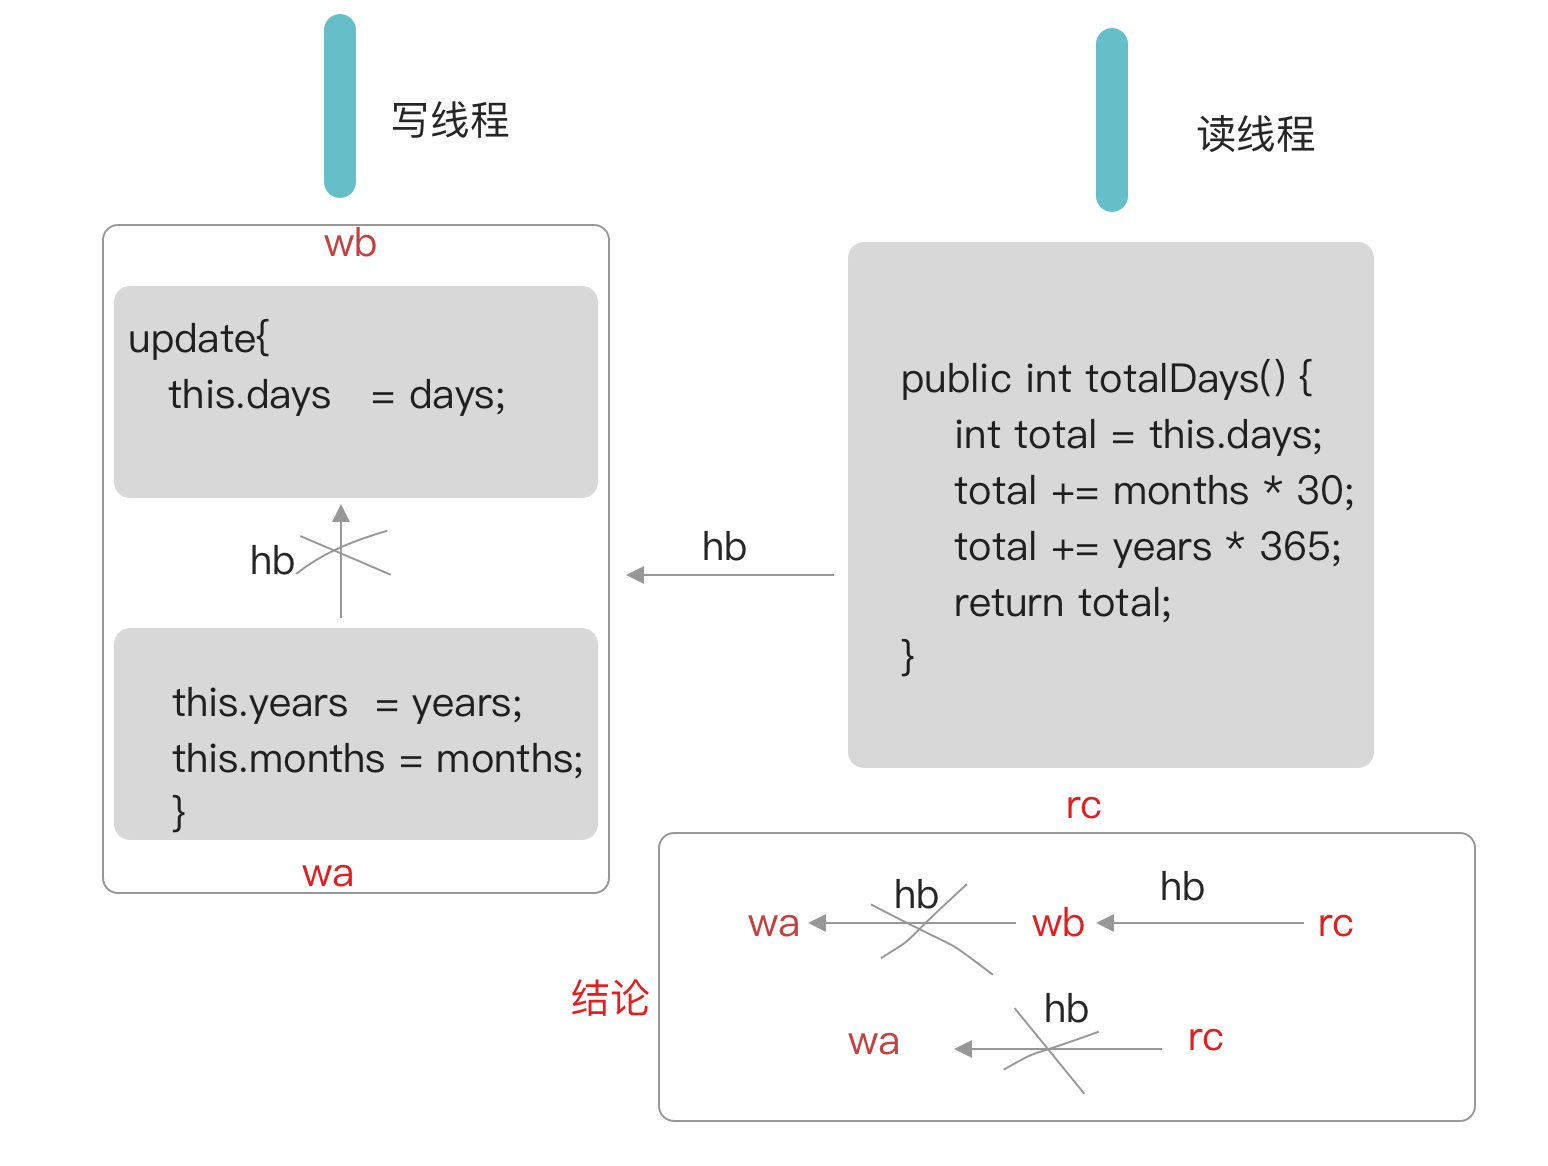 写线程
读线程
wb
update{
this.days = days;
hb
this.years = years;
this.months = months;
}
wa
hb
public int totalDays() {
int total = this.days;
total += months * 30;
total += years * 365;
return total;
}
rc
结论
hb
hb
wa
wb
rc
hb
wa
rc